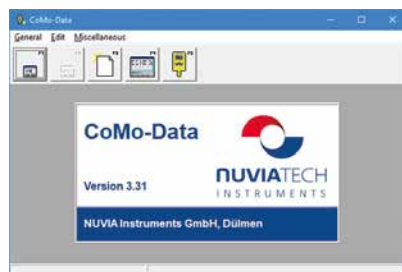 CoMo-Data
General Edit Miscellaneous
CoMo-Data
Version 3.31
NUVIATECH
INSTRUMENTS
NUVIA Instruments GmbH, Dülmen